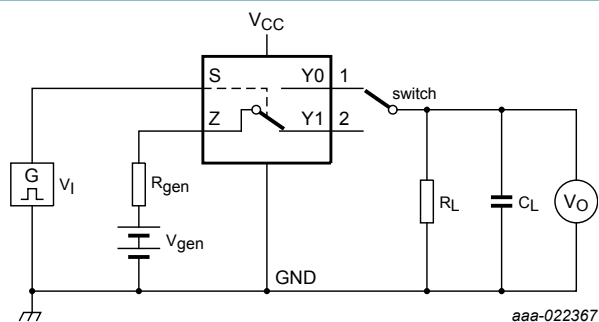 VCC
S Y0 1
switch
Z Y1 2
G VI
Rgen
RL CL VO
Vgen
GND
aaa-022367